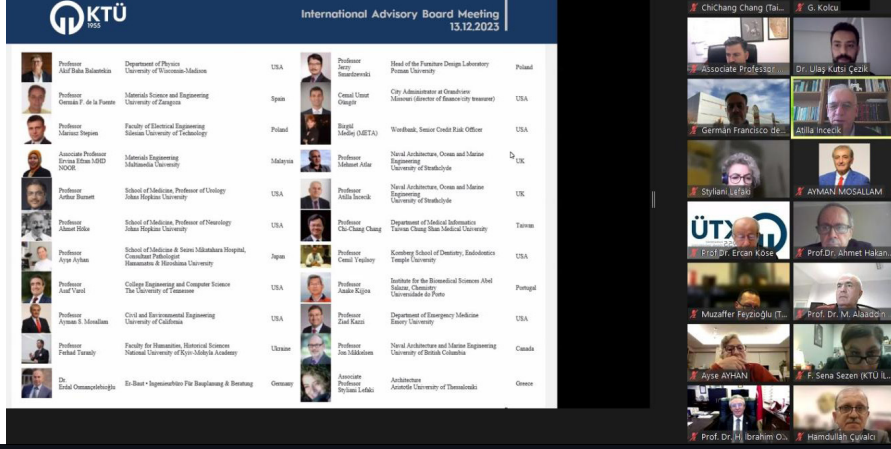 KTÜ
1955
International Advisory Board Meeting
13.12.2023
Professor
Akif Baha Balantekin
Department of Physics
University of Wisconsin-Madison
USA
Professor
Jerzy
Smardzewski
Head of the Furniture Design Laboratory
Poznan University
Poland
Professor
Germán F. de la Fuente
Materials Science and Engineering
University of Zaragoza
Spain
Cemal Umut
Güngör
City Administrator at Grandview
Missouri (director of finance/city treasurer)
USA
Professor
Mariusz Stepien
Faculty of Electrical Engineering
Silesian University of Technology
Poland
Birgül
Medlej (META)
Wordbank, Senior Credit Risk Officer
USA
Associate Professor
Ervina Efzan MHD
NOOR
Materials Engineering
Multimedia University
Malaysia
Professor
Mehmet Atlar
Naval Architecture, Ocean and Marine
Engineering
University of Strathclyde
UK
Professor
Arthur Burnett
School of Medicine, Professor of Urology
Johns Hopkins University
USA
Professor
Atilla Incecik
Naval Architecture, Ocean and Marine
Engineering
University of Strathclyde
UK
Professor
Ahmet Höke
School of Medicine, Professor of Neurology
Johns Hopkins University
USA
Professor
Chi-Chang Chang
Department of Medical Informatics
Taiwan Chung Shan Medical University
Taiwan
Professor
Ayşe Ayhan
School of Medicine & Seirei Mikatahara Hospital,
Consultant Pathologist
Hamamatsu & Hiroshima University
Japan
Professor
Cemil Yeşilsoy
Kornberg School of Dentistry, Endodontics
Temple University
USA
Professor
Asaf Varol
College Engineering and Computer Science
The University of Tennessee
USA
Professor
Anake Kijjoa
Institute for the Biomedical Sciences Abel
Salazar, Chemistry
Universidade do Porto
Portugal
Professor
Ayman S. Mosallam
Civil and Environmental Engineering
University of California
USA
Professor
Ziad Kazzi
Department of Emergency Medicine
Emory University
USA
Professor
Ferhad Turanly
Faculty for Humanities, Historical Sciences
National University of Kyiv-Mohyla Academy
Ukraine
Professor
Jon Mikkelsen
Naval Architecture and Marine Engineering
University of British Columbia
Canada
Dr.
Erdal Osmançelebioğlu
Er-Baut • Ingenieurbüro Für Bauplanung & Beratung
Germany
Associate
Professor
Styliani Lefaki
Architecture
Aristotle University of Thessaloniki
Greece
ChiChang Chang (Tai...
G. Kolcu
Associate Professor ...
Dr. Ulaş Kutsi Çezik
Germán Francisco de...
Atilla Incecik
Styliani Lefaki
AYMAN MOSALLAM
ÜTX
Prof.Dr. Ercan Köse
Prof.Dr. Ahmet Hakan...
Muzaffer Feyzioğlu (T...
Prof. Dr. M. Alaaddin
Ayse AYHAN
F. Sena Sezen (KTÜ İL...
Prof. Dr. H. İbrahim O...
Hamdullah Çuvalcı